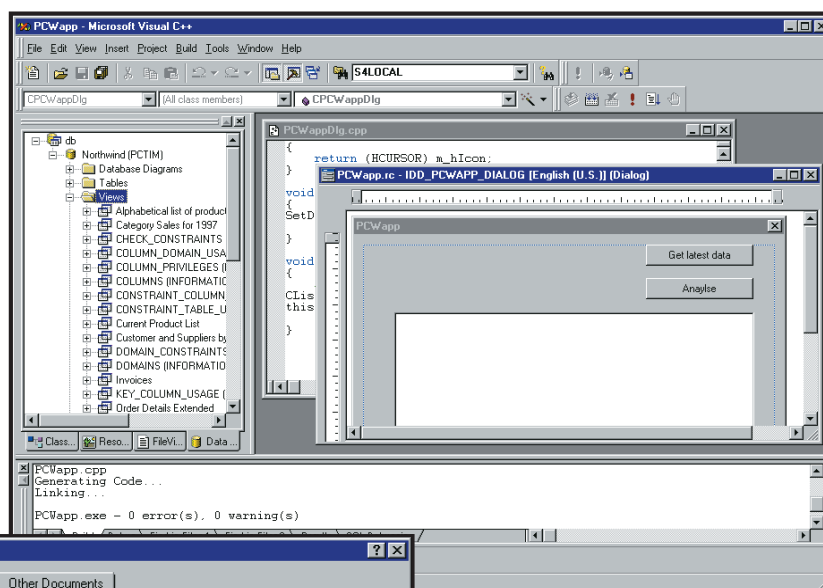 PCWapp - Microsoft Visual C++
File Edit View Insert Project Build Tools Window Help
S4LOCAL
CPCWappDlg (All class members) CPCWappDlg
db
Northwind (PCTIM)
Database Diagrams
Tables
Views
Alphabetical list of product
Category Sales for 1997
CHECK_CONSTRAINTS
COLUMN_DOMAIN_USA
COLUMN_PRIVILEGES (
COLUMNS (INFORMATIC
CONSTRAINT_COLUMN_
CONSTRAINT_TABLE_U
Current Product List
Customer and Suppliers by
DOMAIN_CONSTRAINTS
DOMAINS (INFORMATIO
Invoices
KEY_COLUMN_USAGE (
Order Details Extended
Class... Reso... FileVi... Data ...
PCWappDlg.cpp
{
return (HCURSOR) m_hIcon;
}
void
{
SetD
}
void
{
CLis
this
}
PCWapp.rc - IDD_PCWAPP_DIALOG [English (U.S.)] (Dialog)
PCWapp
Get latest data
Anaylse
PCWapp.cpp
Generating Code...
Linking...
PCWapp.exe - 0 error(s), 0 warning(s)
Other Documents